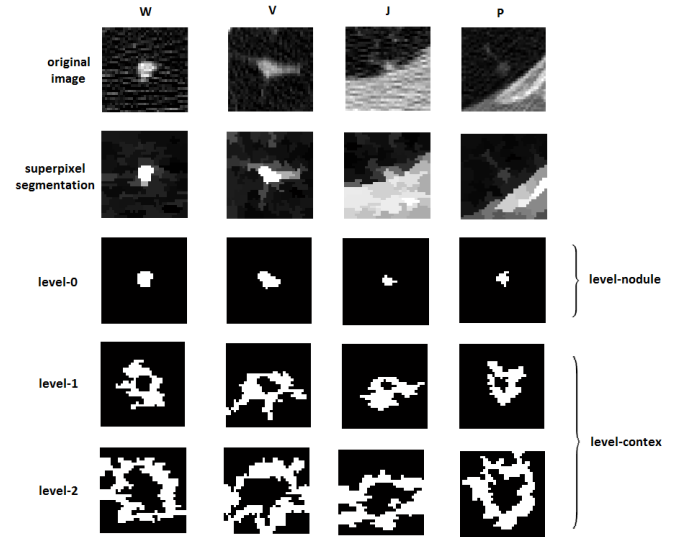 W V J P
original
image
superpixel
segmentation
level-0
level-nodule
level-1
level-contex
level-2